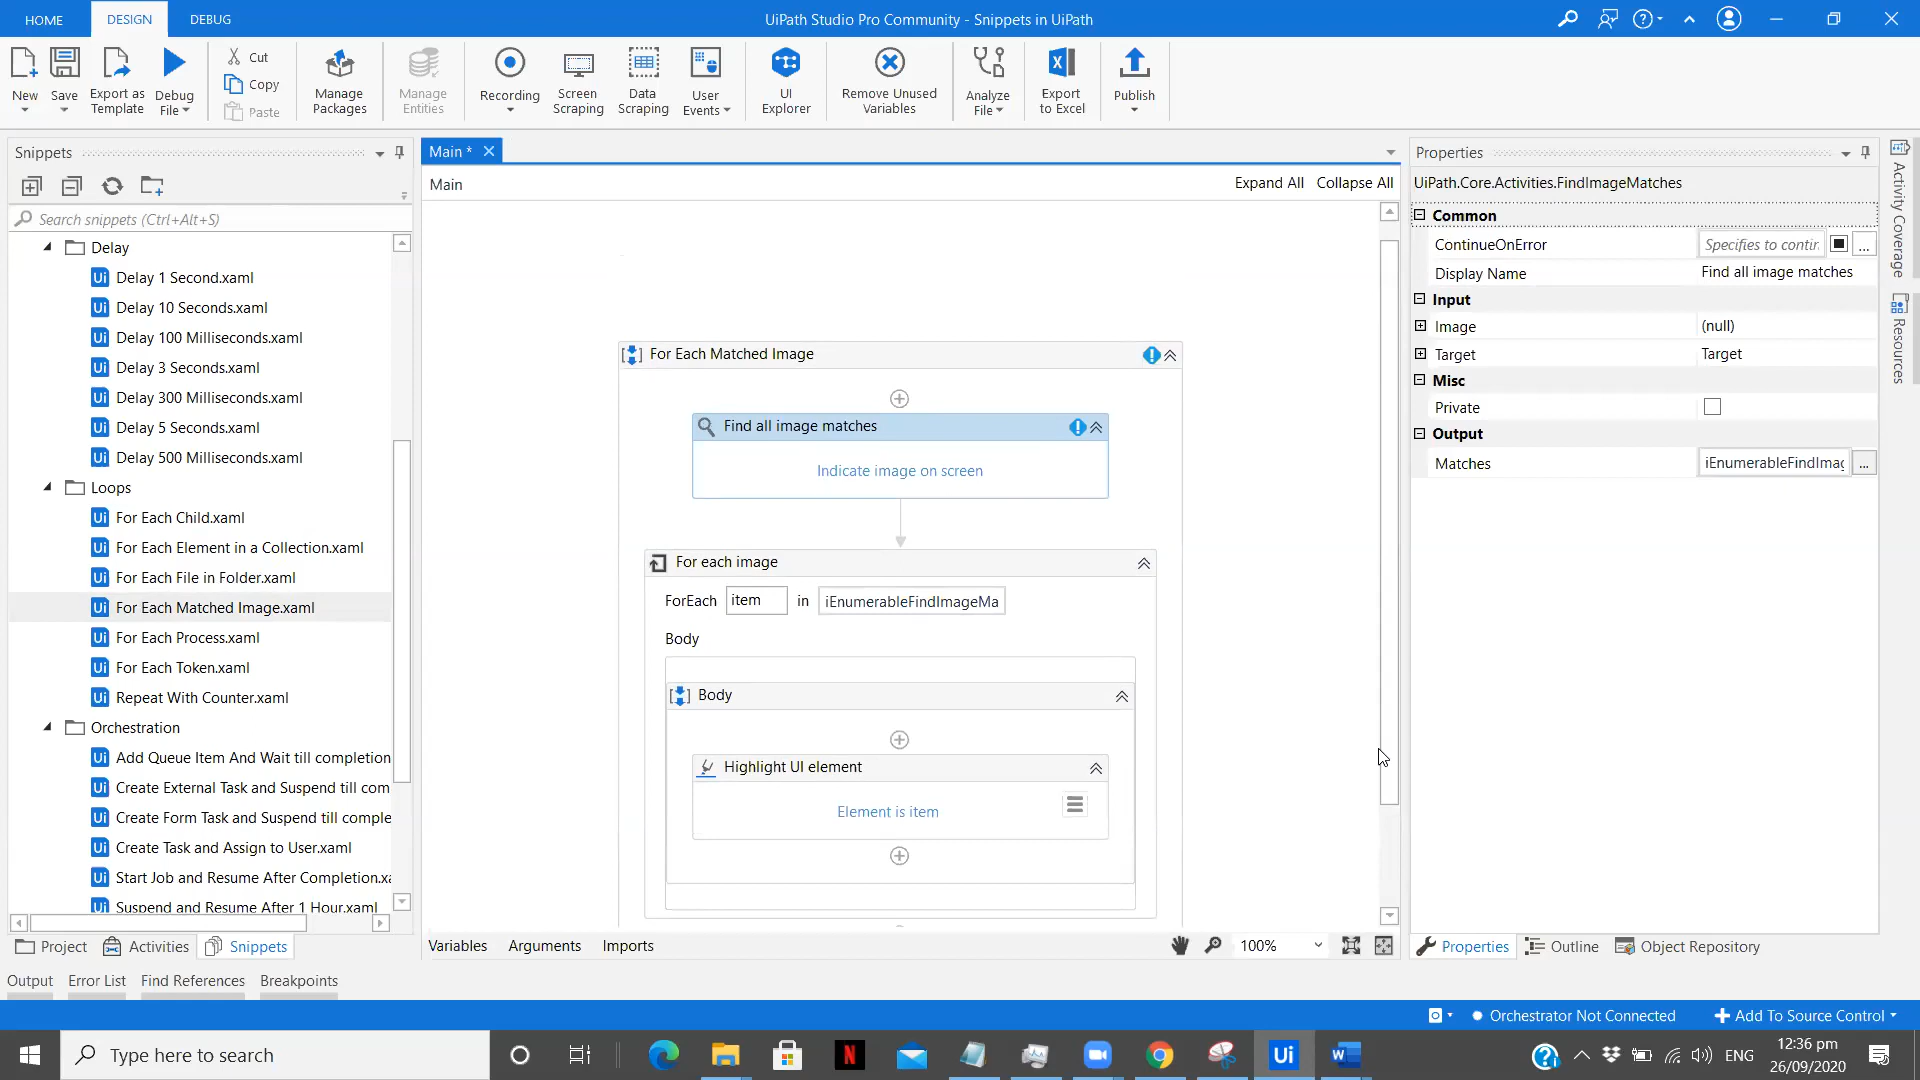 HOME
DESIGN
DEBUG
UiPath Studio Pro Community - Snippets in UiPath
New
Save
Export as
Template
Debug
File
Cut
Copy
Paste
Manage
Packages
Manage
Entities
Recording
Screen
Scraping
Data
Scraping
User
Events
UI
Explorer
Remove Unused
Variables
Analyze
File
Export
to Excel
Publish
Snippets
Search snippets (Ctrl+Alt+S)
Delay
Delay 1 Second.xaml
Delay 10 Seconds.xaml
Delay 100 Milliseconds.xaml
Delay 3 Seconds.xaml
Delay 300 Milliseconds.xaml
Delay 5 Seconds.xaml
Delay 500 Milliseconds.xaml
Loops
For Each Child.xaml
For Each Element in a Collection.xaml
For Each File in Folder.xaml
For Each Matched Image.xaml
For Each Process.xaml
For Each Token.xaml
Repeat With Counter.xaml
Orchestration
Add Queue Item And Wait till completion
Create External Task and Suspend till com
Create Form Task and Suspend till comple
Create Task and Assign to User.xaml
Start Job and Resume After Completion.xa
Suspend and Resume After 1 Hour.xaml
Project
Activities
Snippets
Main *
Main
Expand All
Collapse All
For Each Matched Image
Find all image matches
Indicate image on screen
For each image
ForEach item in iEnumerableFindImageMa
Body
Body
Highlight UI element
Element is item
Variables
Arguments
Imports
100%
Properties
UiPath.Core.Activities.FindImageMatches
Common
ContinueOnError Specifies to contin ...
Display Name Find all image matches
Input
Image (null)
Target Target
Misc
Private
Output
Matches iEnumerableFindImag ...
Properties
Outline
Object Repository
Activity Coverage
Resources
Output
Error List
Find References
Breakpoints
Orchestrator Not Connected
Add To Source Control
Type here to search
Ui
ENG
12:36 pm
26/09/2020